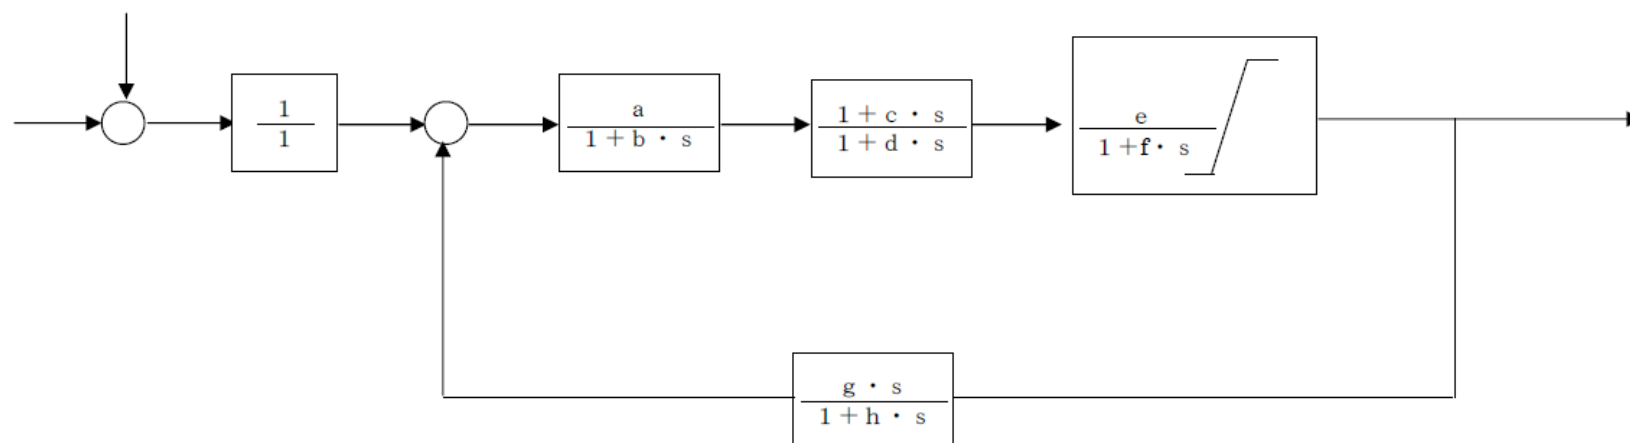 1
1
a
1 + b ・ s
1 + c ・ s
1 + d ・ s
e
1 + f ・ s
g ・ s
1 + h ・ s